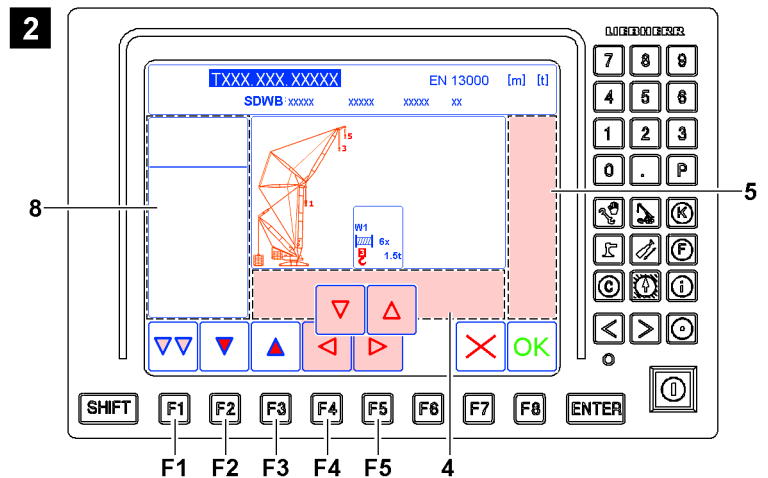 2
LIEBHERR
TXXX.XXX.XXXXX EN 13000 [m] [t]
SDWB xxxxx xxxxx xxxxx xx
7 8 9
4 5 6
1 2 3
0 . P
5
3
1
W1
6x
1.5t
8
5
K
F
C i
OK
SHIFT F1 F2 F3 F4 F5 F6 F7 F8 ENTER
F1 F2 F3 F4 F5 4